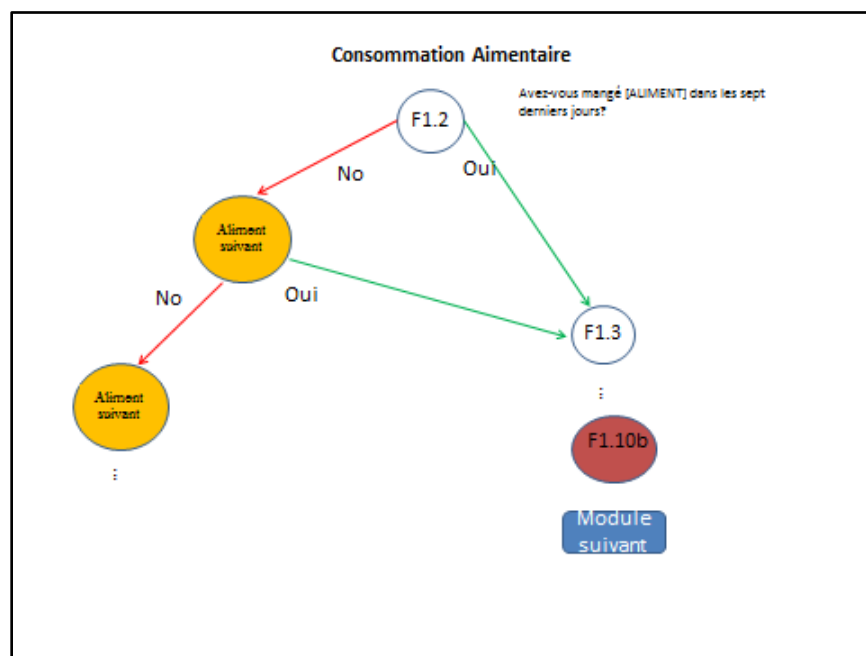 Consommation Aimentaire
Avez-vous mangé [ALIMENT] dans les sept
derniers jours?
F1.2
No
Oui
Aliment
suivant
No
Oui
F1.3
Aliment
suivant
F1.10b
Module
suivant